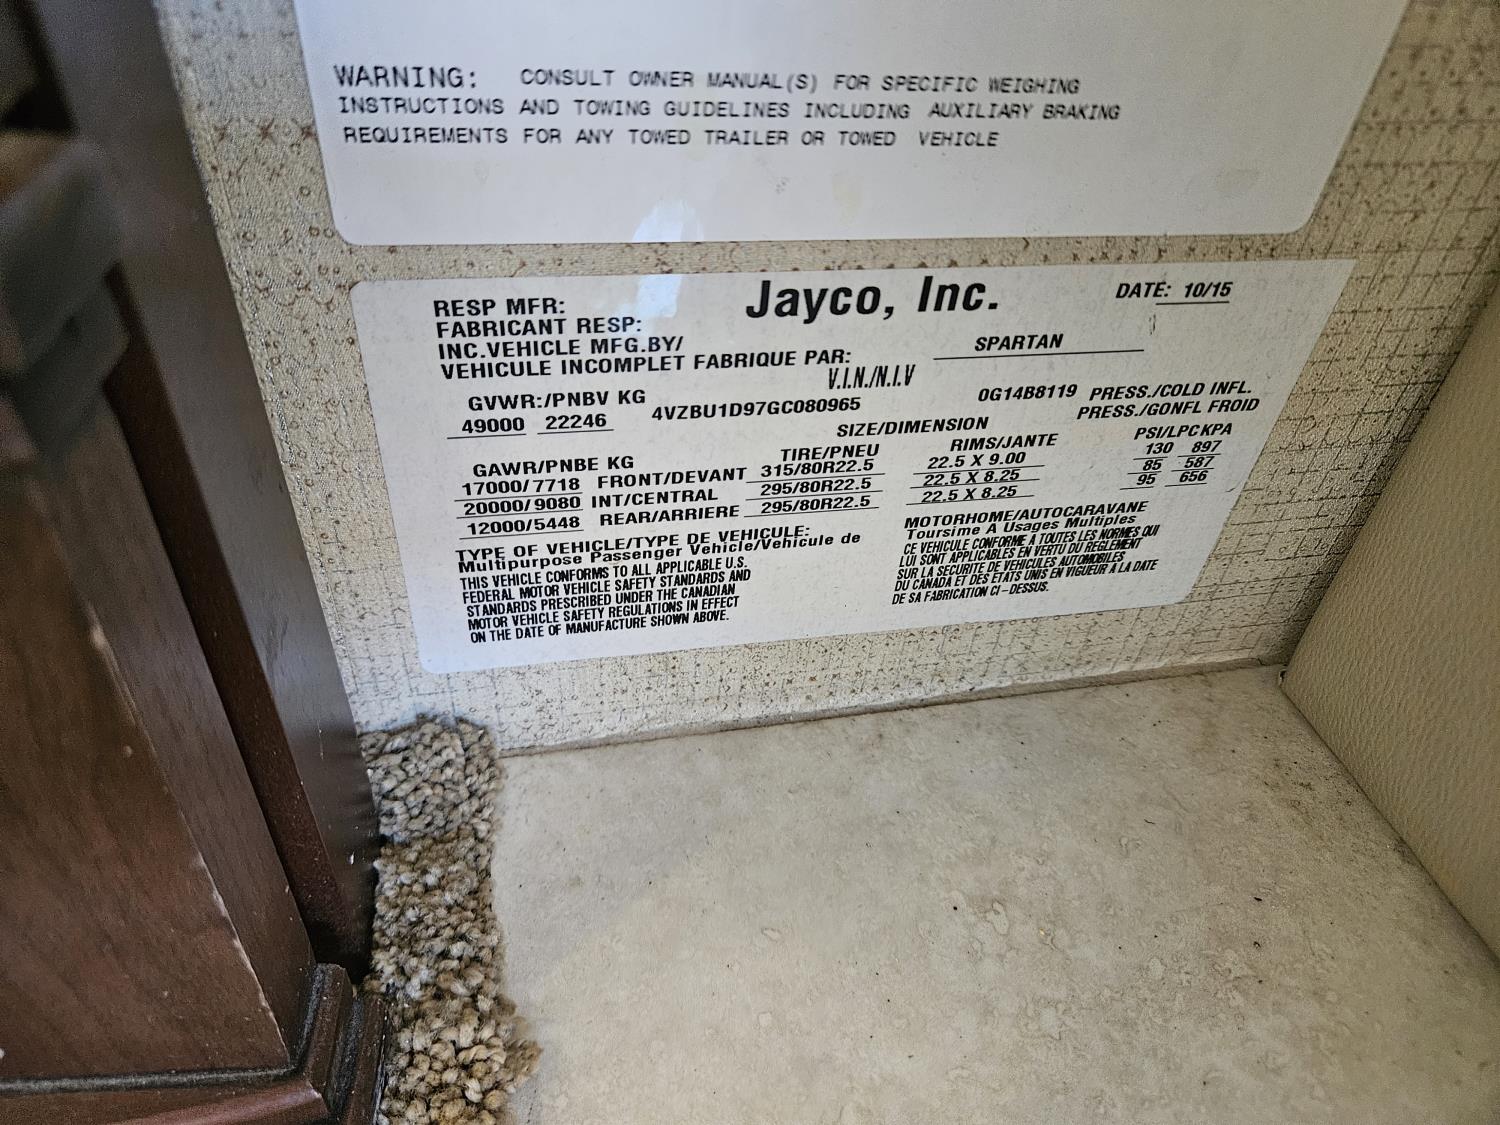 WARNING: CONSULT OWNER MANUAL(S) FOR SPECIFIC WEIGHING
INSTRUCTIONS AND TOWING GUIDELINES INCLUDING AUXILIARY BRAKING
REQUIREMENTS FOR ANY TOWED TRAILER OR TOWED VEHICLE
RESP MFR: Jayco, Inc. DATE: 10/15
FABRICANT RESP:
INC.VEHICLE MFG.BY/
VEHICULE INCOMPLET FABRIQUE PAR: SPARTAN
V.I.N./N.I.V
GVWR:/PNBV KG 4VZBU1D97GC080965 0G14B8119 PRESS./COLD INFL.
49000 22246 SIZE/DIMENSION PRESS./GONFL FROID
GAWR/PNBE KG TIRE/PNEU RIMS/JANTE PSI/LPC KPA
17000/7718 FRONT/DEVANT 315/80R22.5 22.5 X 9.00 130 897
20000/9080 INT/CENTRAL 295/80R22.5 22.5 X 8.25 85 587
12000/5448 REAR/ARRIERE 295/80R22.5 22.5 X 8.25 95 656
TYPE OF VEHICLE/TYPE DE VEHICULE: MOTORHOME/AUTOCARAVANE
Multipurpose Passenger Vehicle/Vehicule de Toursime A Usages Multiples
THIS VEHICLE CONFORMS TO ALL APPLICABLE U.S.
FEDERAL MOTOR VEHICLE SAFETY STANDARDS AND
STANDARDS PRESCRIBED UNDER THE CANADIAN
MOTOR VEHICLE SAFETY REGULATIONS IN EFFECT
ON THE DATE OF MANUFACTURE SHOWN ABOVE.
CE VEHICULE CONFORME A TOUTES LES NORMES QUI
LUI SONT APPLICABLES EN VERTU DU REGLEMENT
SUR LA SECURITE DE VEHICULES AUTOMOBILES
DU CANADA ET DES ETATS UNIS EN VIGUEUR A LA DATE
DE SA FABRICATION CI-DESSUS.